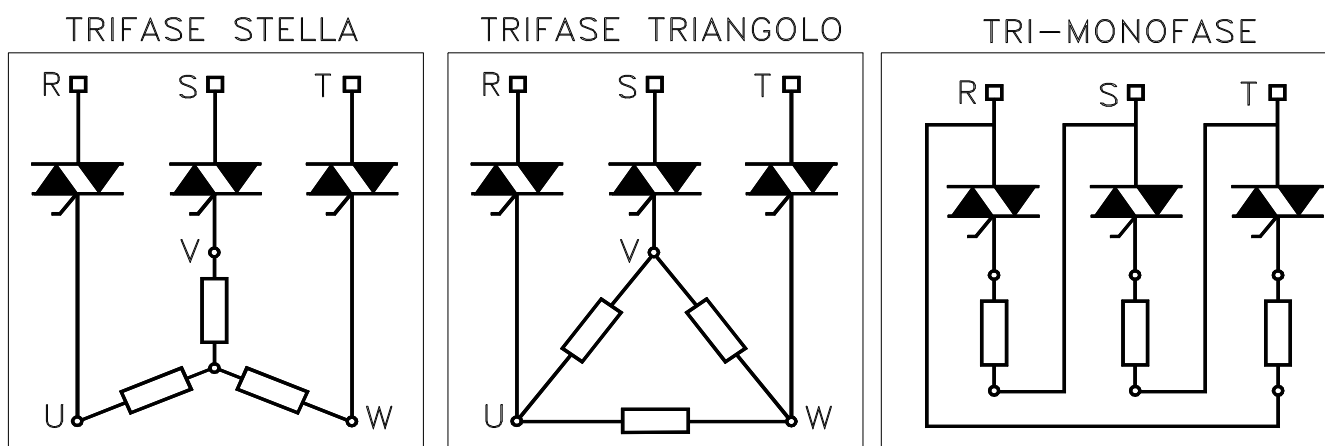 TRIFASE STELLA
R S T
V
U W
TRIFASE TRIANGOLO
R S T
V
U W
TRI-MONOFASE
R S T